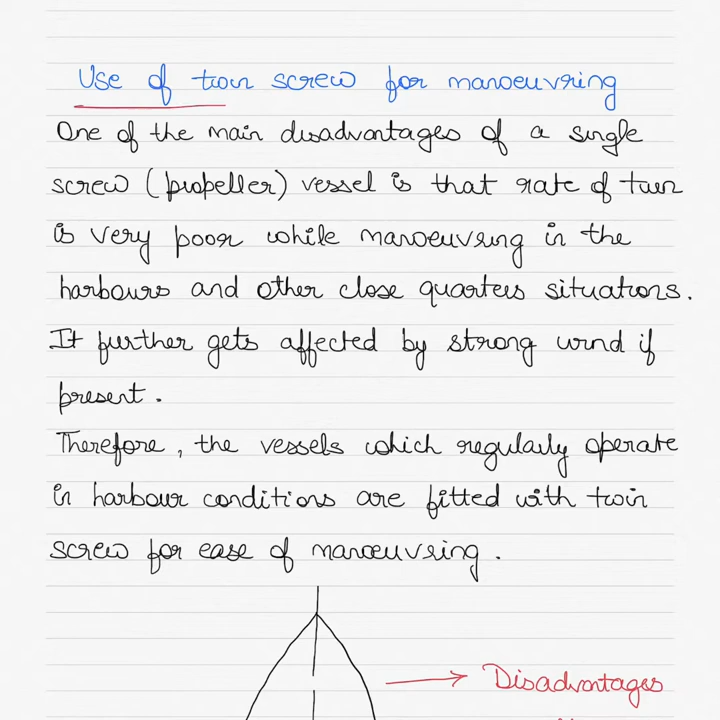 Use of twin screw for manoeuvring
One of the main disadvantages of a single
screw (propeller) vessel is that rate of turn
is very poor while manoeuvring in the
harbours and other close quarters situations.
It further gets affected by strong wind if
present.
Therefore, the vessels which regularly operate
in harbour conditions are fitted with twin
screw for ease of manoeuvring.
Disadvantages